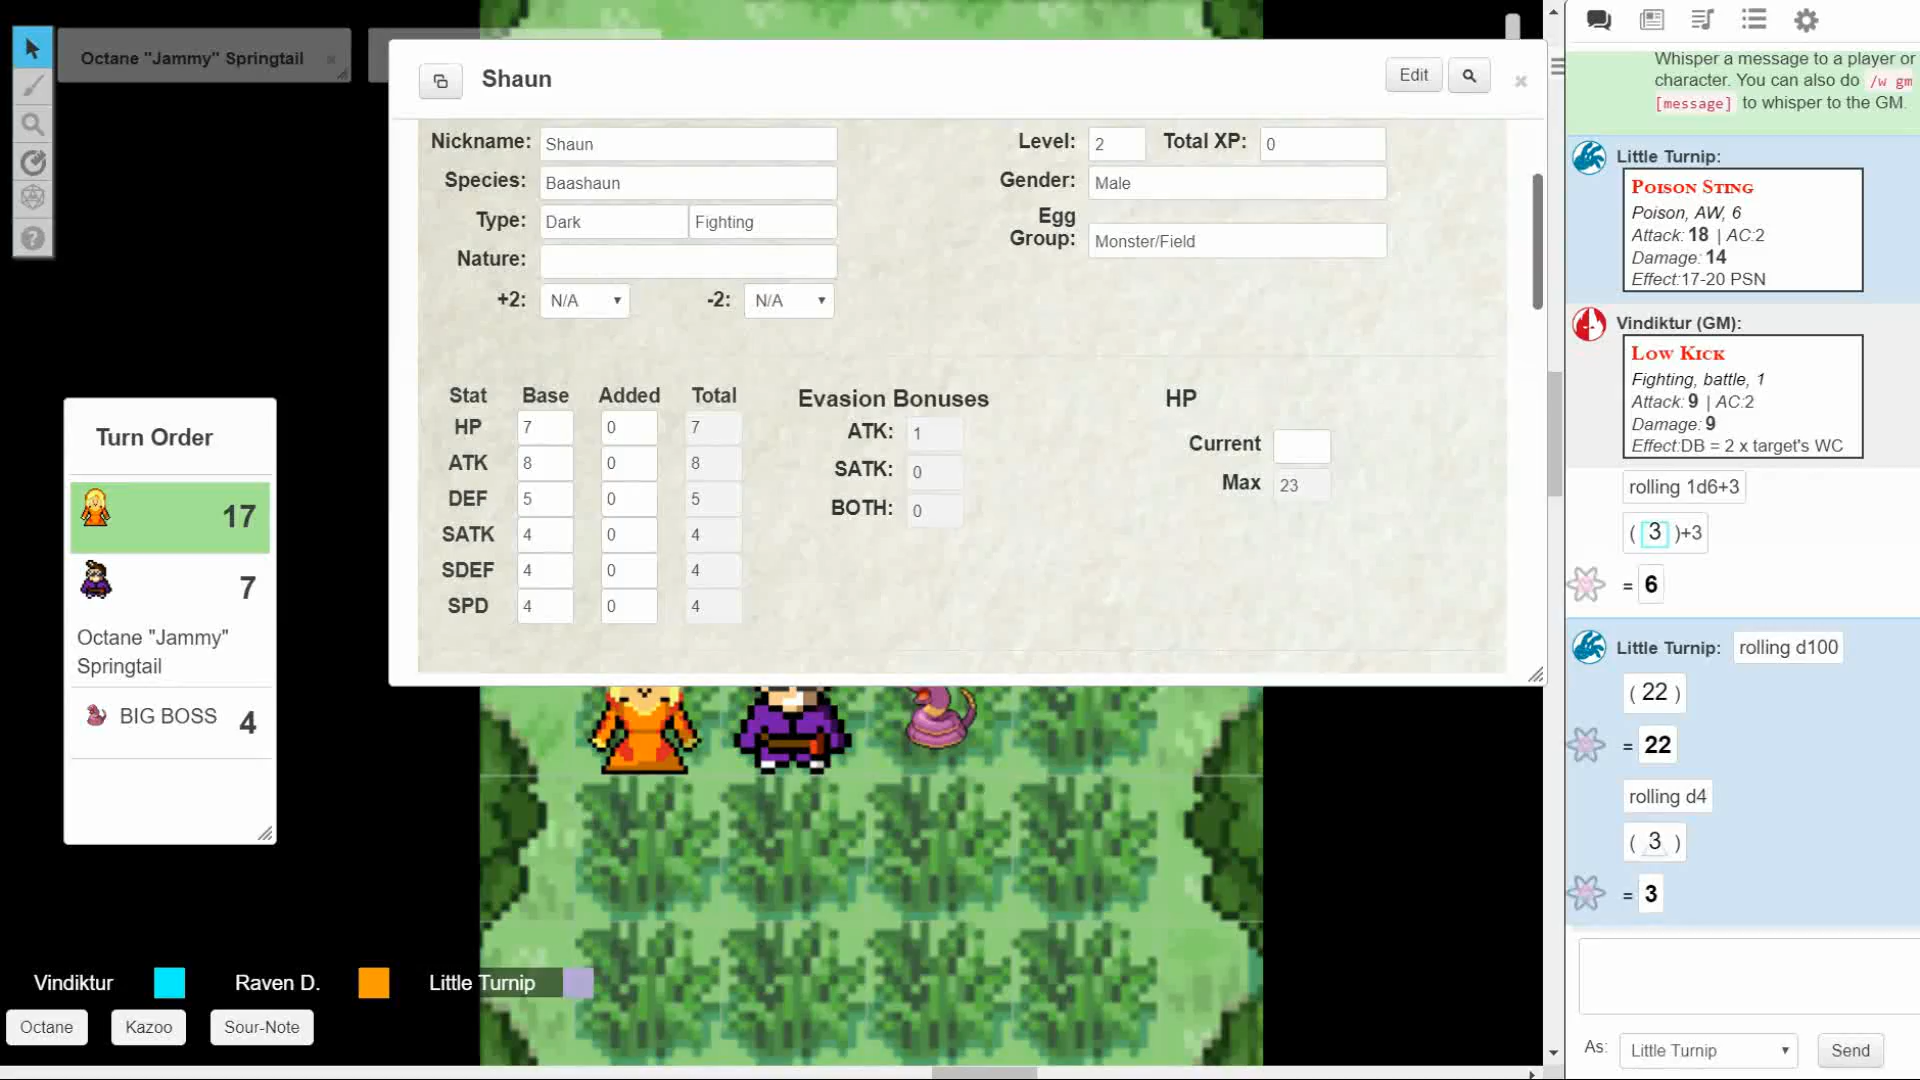 Octane "Jammy" Springtail
Shaun
Edit
Nickname: Shaun
Level: 2 Total XP: 0
Species: Baashaun
Gender: Male
Type: Dark Fighting
Egg
Group: Monster/Field
Nature:
+2: N/A -2: N/A
Stat Base Added Total
HP 7 0 7
ATK 8 0 8
DEF 5 0 5
SATK 4 0 4
SDEF 4 0 4
SPD 4 0 4
Evasion Bonuses
ATK: 1
SATK: 0
BOTH: 0
HP
Current
Max 23
Turn Order
17
7
Octane "Jammy"
Springtail
BIG BOSS 4
Vindiktur Raven D. Little Turnip
Octane Kazoo Sour-Note
Whisper a message to a player or
character. You can also do /w gm
[message] to whisper to the GM.
Little Turnip:
Poison Sting
Poison, AW, 6
Attack: 18 | AC:2
Damage: 14
Effect:17-20 PSN
Vindiktur (GM):
Low Kick
Fighting, battle, 1
Attack: 9 | AC:2
Damage: 9
Effect:DB = 2 x target's WC
rolling 1d6+3
( 3 )+3
= 6
Little Turnip: rolling d100
( 22 )
= 22
rolling d4
( 3 )
= 3
As: Little Turnip Send